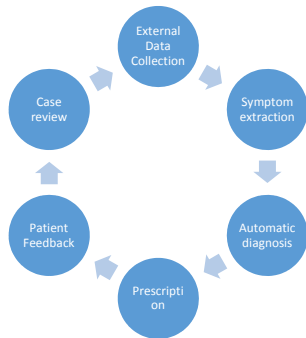 External
Data
Collection
Symptom
extraction
Automatic
diagnosis
Prescripti
on
Patient
Feedback
Case
review